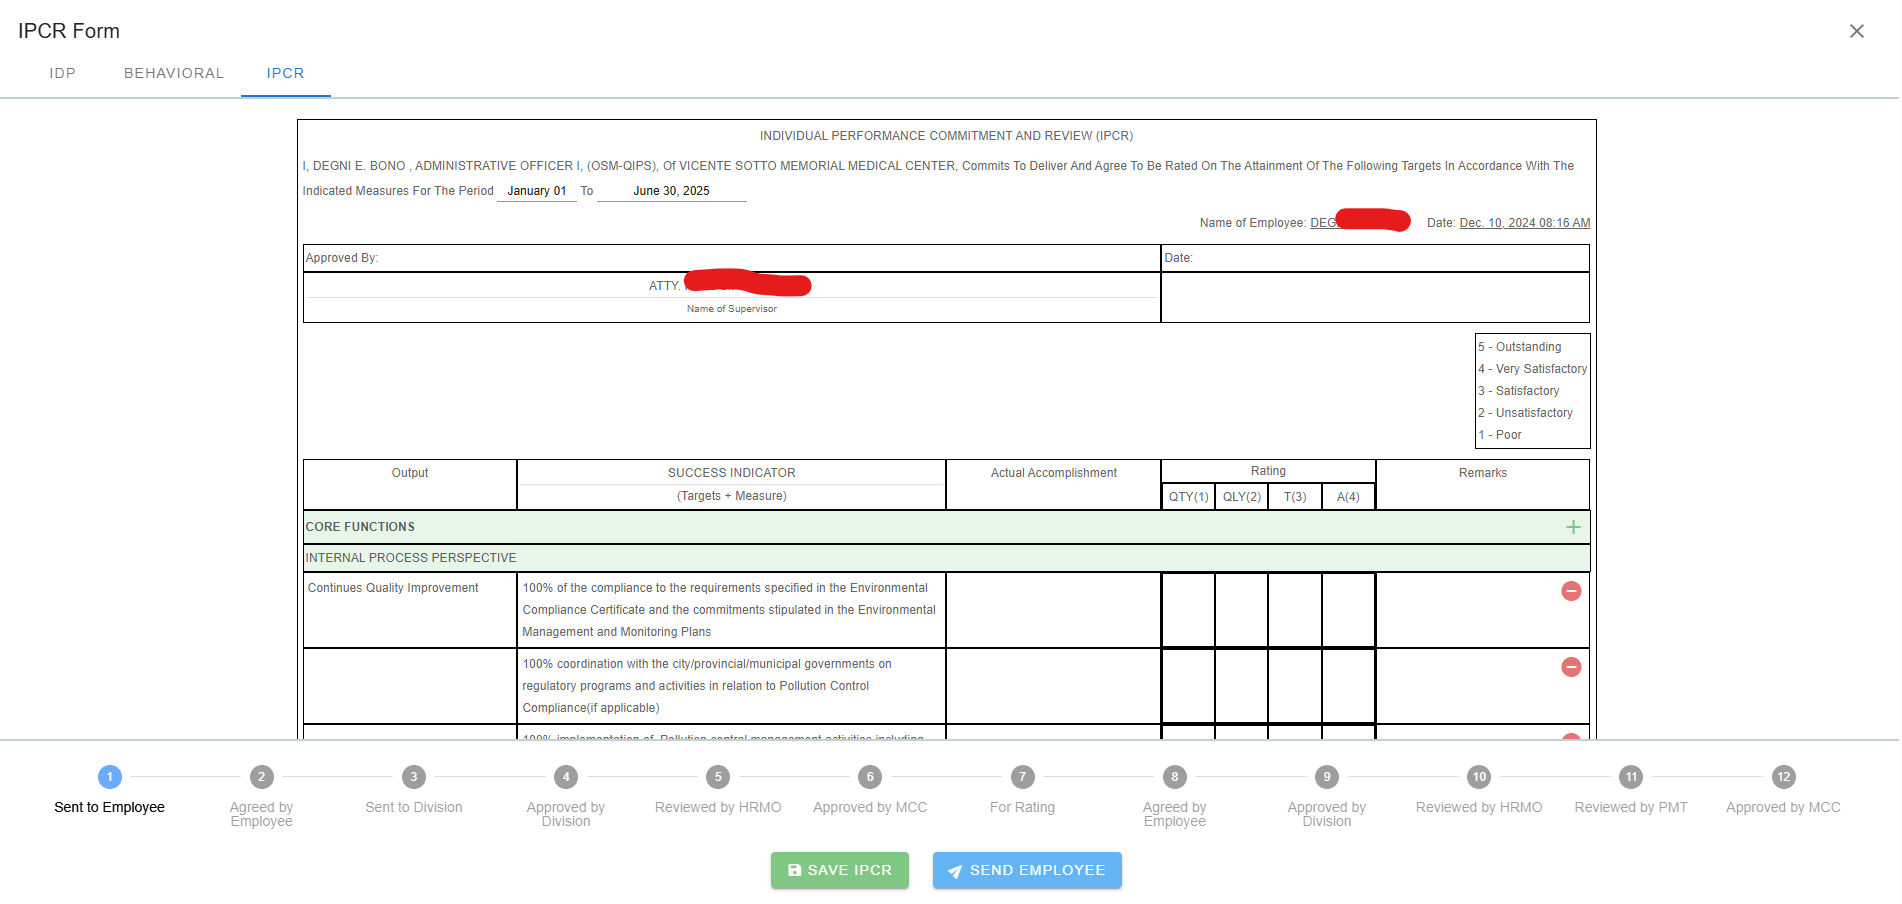 IPCR Form
IDP
BEHAVIORAL
IPCR
INDIVIDUAL PERFORMANCE COMMITMENT AND REVIEW (IPCR)
I, DEGNI E. BONO , ADMINISTRATIVE OFFICER I, (OSM-QIPS), Of VICENTE SOTTO MEMORIAL MEDICAL CENTER, Commits To Deliver And Agree To Be Rated On The Attainment Of The Following Targets In Accordance With The
Indicated Measures For The Period January 01 To June 30, 2025
Name of Employee: DEG
Date: Dec. 10, 2024 08:16 AM
Approved By:
Date:
ATTY.
Name of Supervisor
5 - Outstanding
4 - Very Satisfactory
3 - Satisfactory
2 - Unsatisfactory
1 - Poor
Output
SUCCESS INDICATOR
(Targets + Measure)
Actual Accomplishment
Rating
QTY(1)
QLY(2)
T(3)
A(4)
Remarks
CORE FUNCTIONS
INTERNAL PROCESS PERSPECTIVE
Continues Quality Improvement
100% of the compliance to the requirements specified in the Environmental
Compliance Certificate and the commitments stipulated in the Environmental
Management and Monitoring Plans
100% coordination with the city/provincial/municipal governments on
regulatory programs and activities in relation to Pollution Control
Compliance(if applicable)
100% implementation of Pollution control management activities including
1
Sent to Employee
2
Agreed by
Employee
3
Sent to Division
4
Approved by
Division
5
Reviewed by HRMO
6
Approved by MCC
7
For Rating
8
Agreed by
Employee
9
Approved by
Division
10
Reviewed by HRMO
11
Reviewed by PMT
12
Approved by MCC
SAVE IPCR
SEND EMPLOYEE